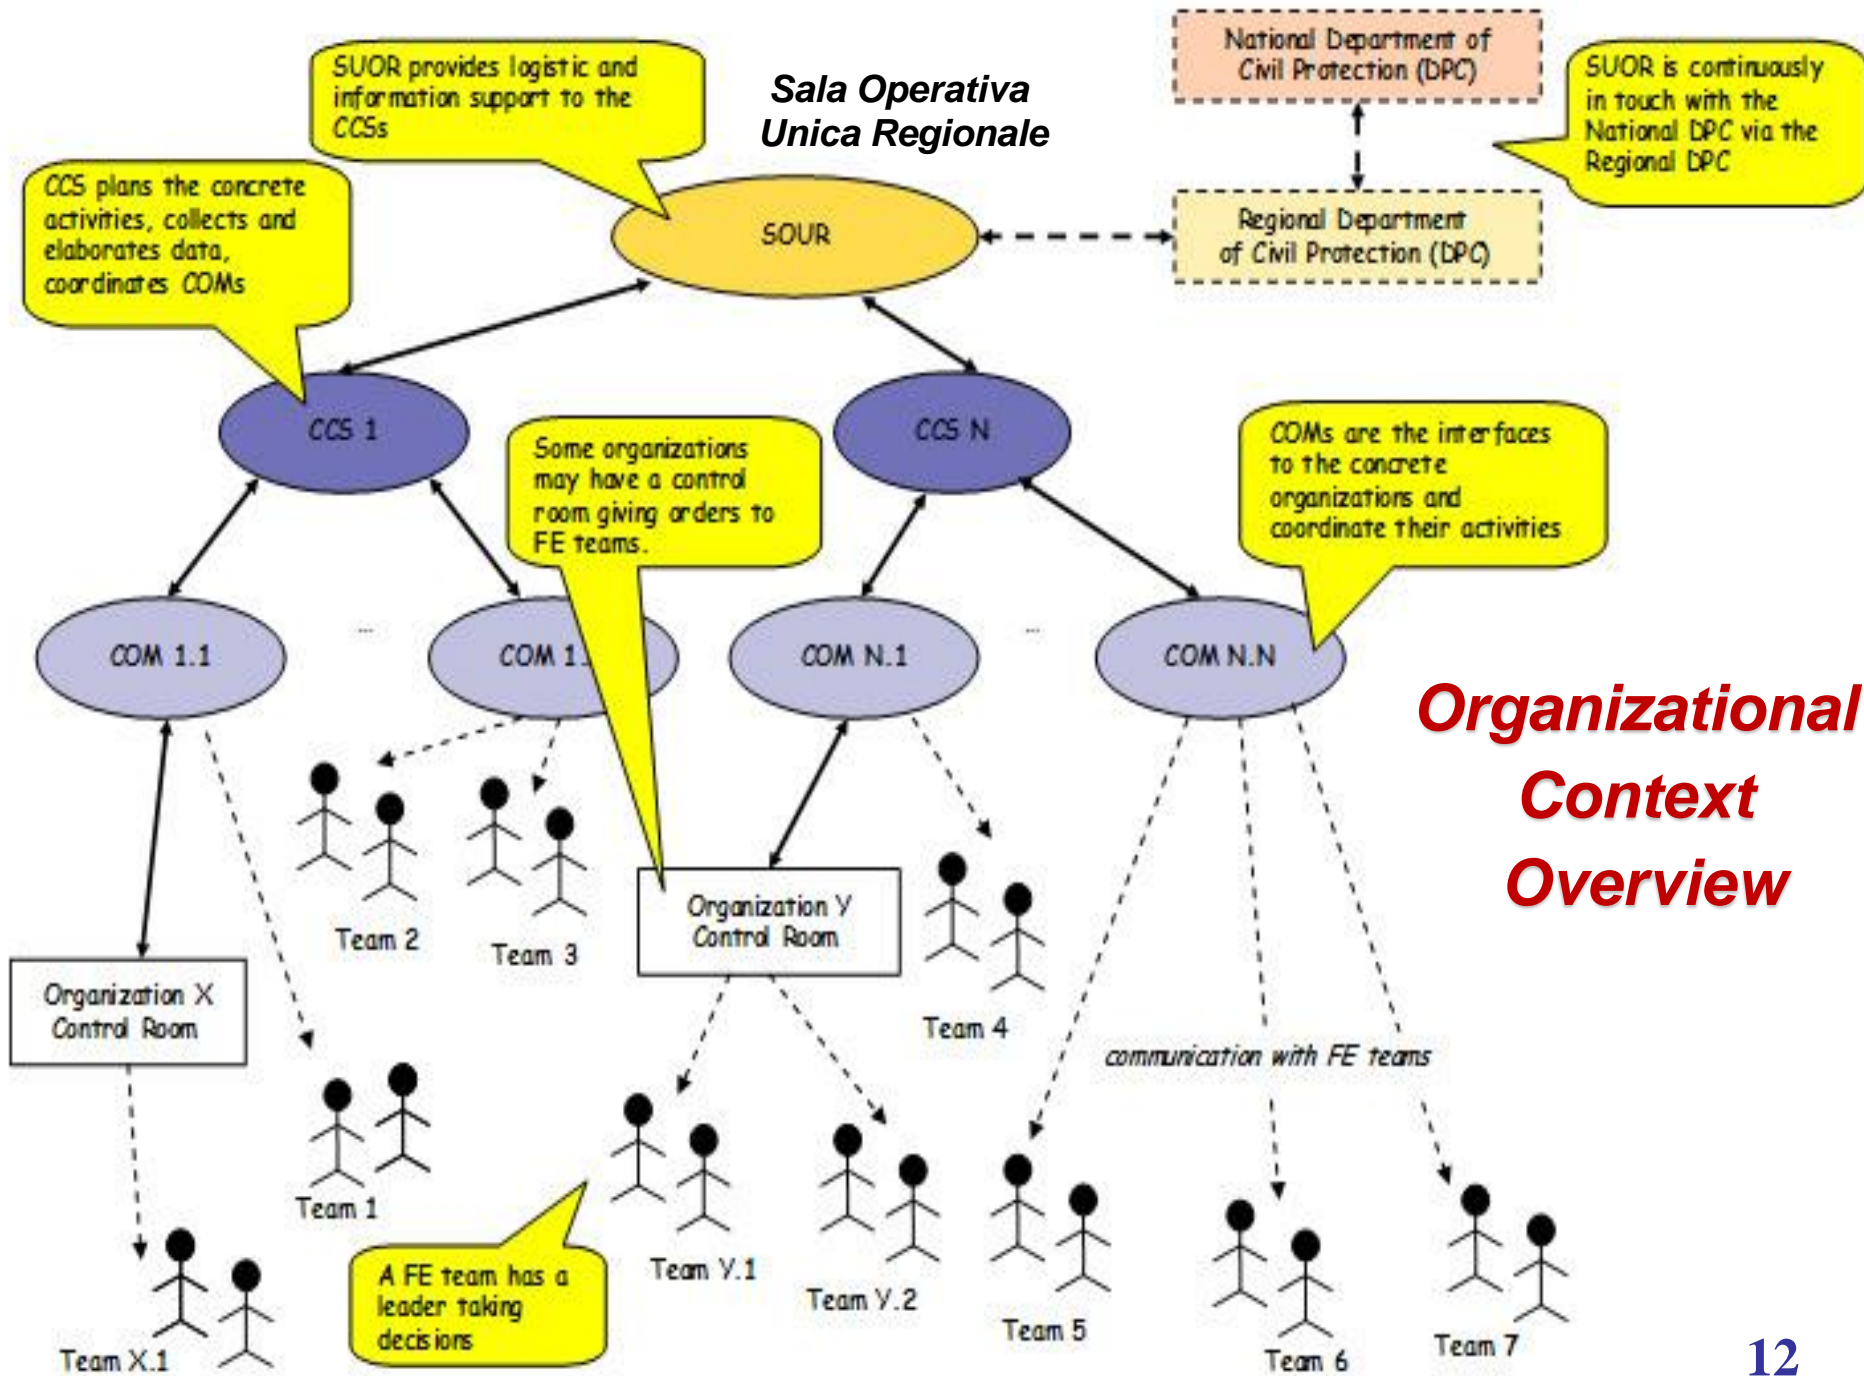 SUOR provides logistic and
information support to the
CCSs
Sala Operativa
Unica Regionale
National Department of
Civil Protection (DPC)
SUOR is continuously
in touch with the
National DPC via the
Regional DPC
CCS plans the concrete
activities, collects and
elaborates data,
coordinates COMs
SOUR
Regional Department
of Civil Protection (DPC)
CCS 1
Some organizations
may have a control
room giving orders to
FE teams.
CCS N
COMs are the interfaces
to the concrete
organizations and
coordinate their activities
COM 1.1
...
COM 1.
COM N.1
...
COM N.N
Organizational
Context
Overview
Team 2
Team 3
Organization Y
Control Room
Team 4
Organization X
Control Room
communication with FE teams
Team 1
A FE team has a
leader taking
decisions
Team Y.1
Team Y.2
Team 5
Team 6
Team 7
Team X.1
12